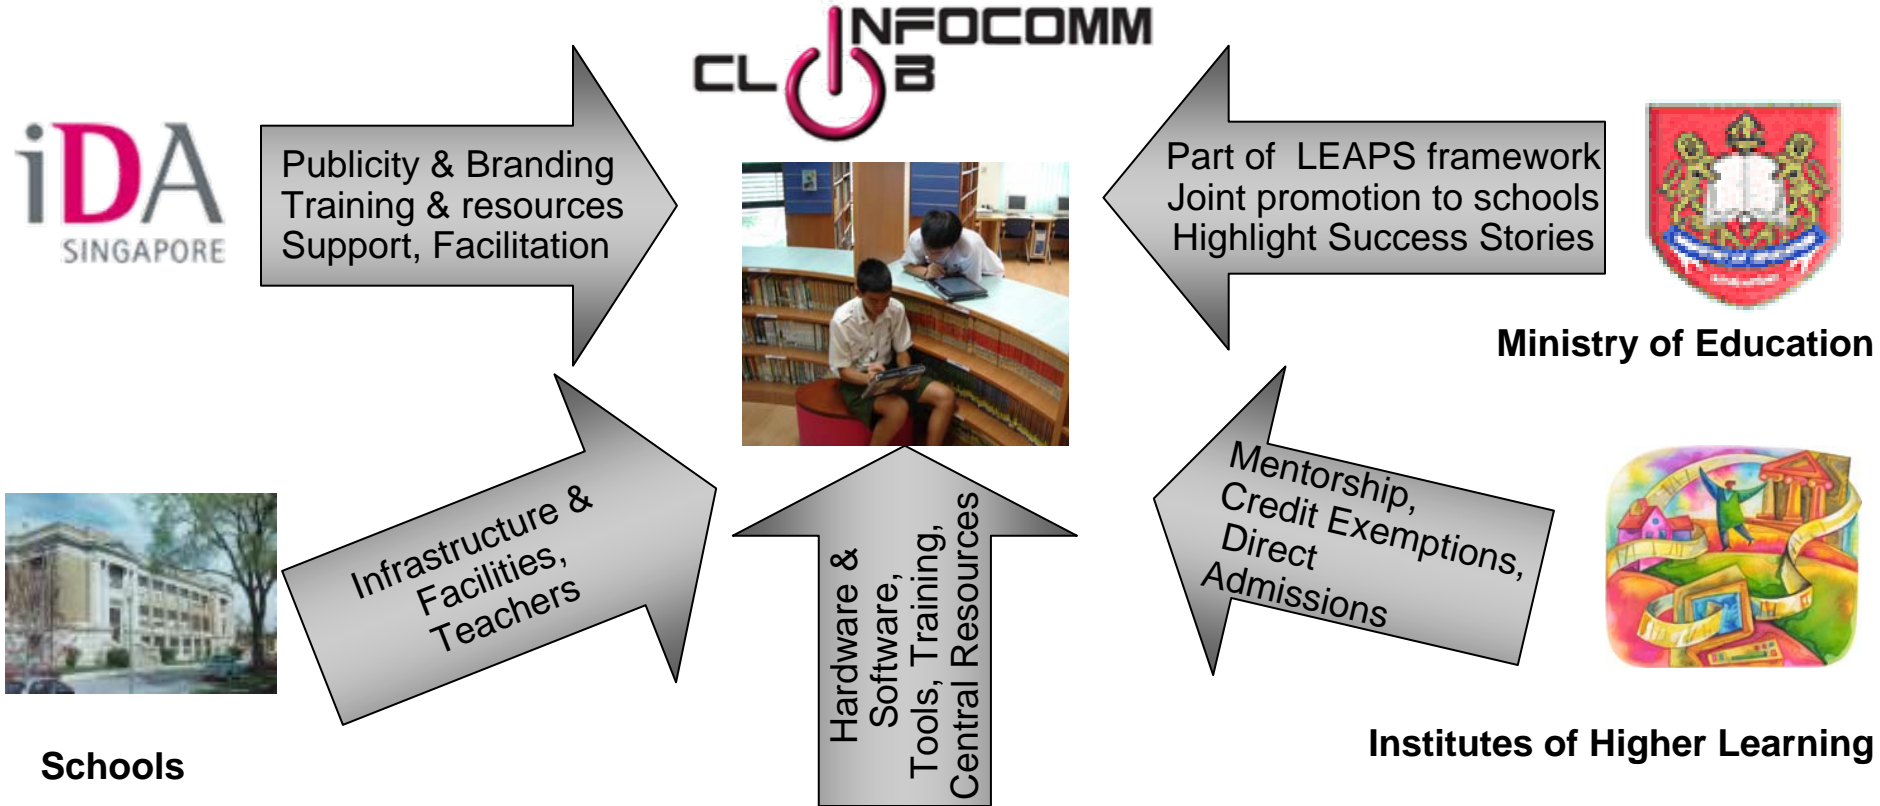 INFOCOMM
CLUB
iDA
SINGAPORE
Publicity & Branding
Training & resources
Support, Facilitation
Part of LEAPS framework
Joint promotion to schools
Highlight Success Stories
Ministry of Education
Infrastructure &
Facilities,
Teachers
Schools
Hardware &
Software,
Tools, Training,
Central Resources
Mentorship,
Credit Exemptions,
Direct
Admissions
Institutes of Higher Learning